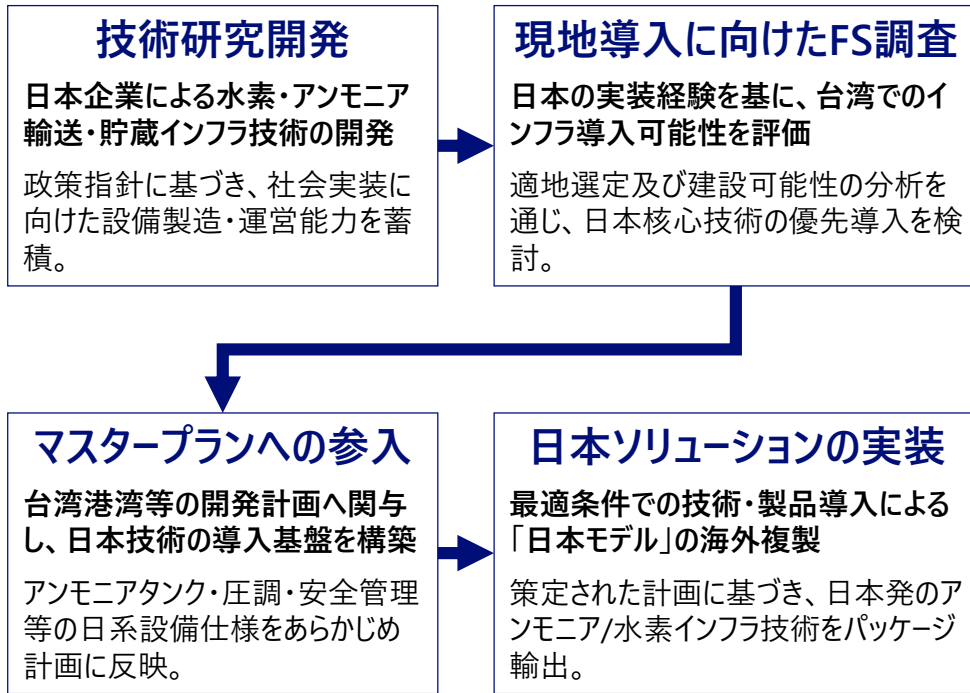 技術研究開発
日本企業による水素・アンモニア
輸送・貯蔵インフラ技術の開発
政策指針に基づき、社会実装に
向けた設備製造・運営能力を蓄
積。
現地導入に向けたFS調査
日本の実装経験を基に、台湾でのイ
ンフラ導入可能性を評価
適地選定及び建設可能性の分析を
通じ、日本核心技術の優先導入を検
討。
マスタープランへの参入
台湾港湾等の開発計画へ関与
し、日本技術の導入基盤を構築
アンモニアタンク・圧調・安全管理
等の日系設備仕様をあらかじめ
計画に反映。
日本ソリューションの実装
最適条件での技術・製品導入による
「日本モデル」の海外複製
策定された計画に基づき、日本発のア
ンモニア/水素インフラ技術をパッケージ
輸出。